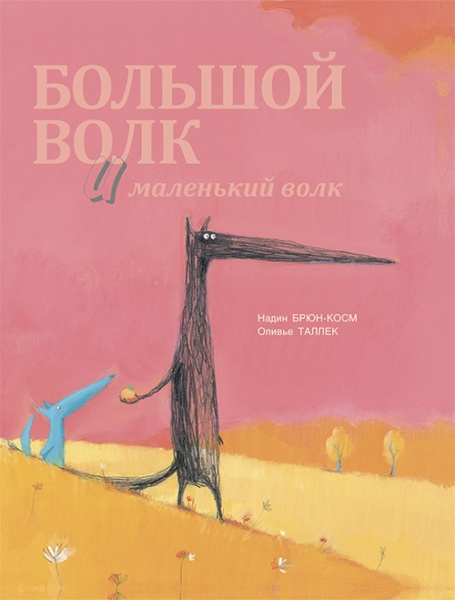 БОЛЬШОЙ
ВОЛК
И маленький волк
Надин БРЮН-КОСМ
Оливье ТАЛЛЕК